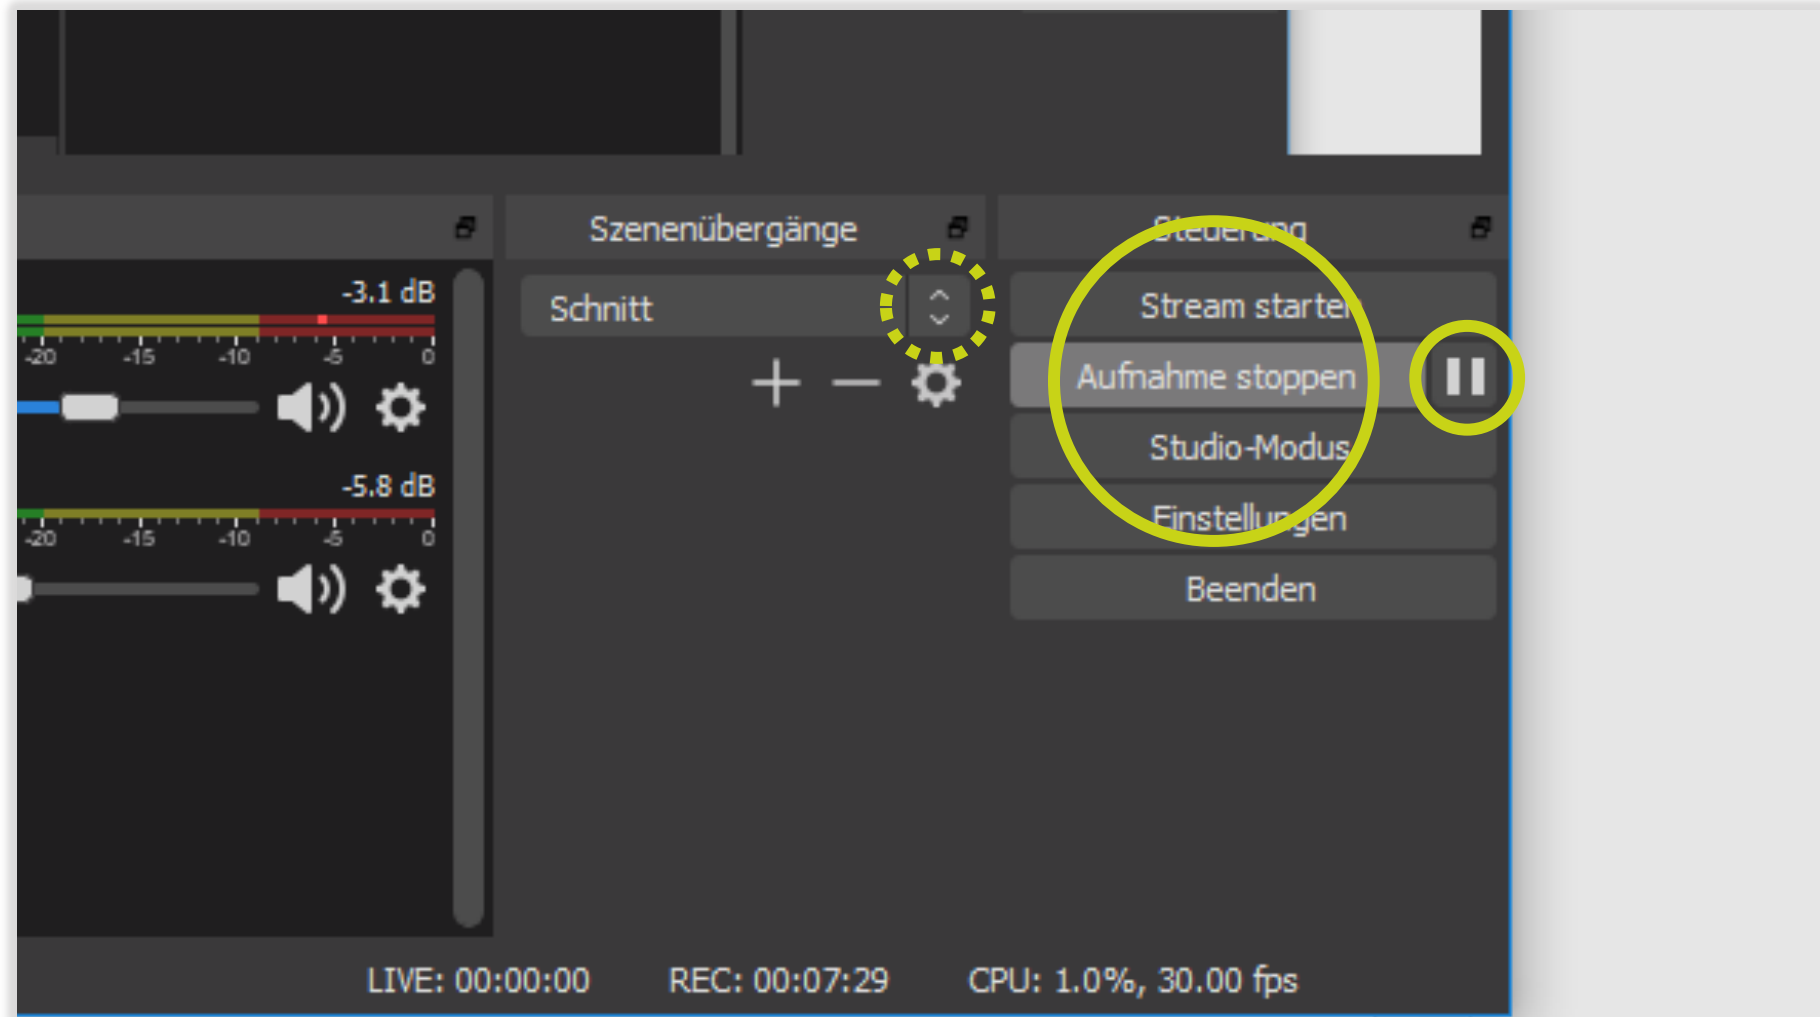 Szenenübergänge
Steuerung
-3.1 dB
-20 -15 -10 -5 0
-5.8 dB
-20 -15 -10 -5 0
Schnitt
Stream starten
Aufnahme stoppen
Studio-Modus
Einstellungen
Beenden
LIVE: 00:00:00 REC: 00:07:29 CPU: 1.0%, 30.00 fps